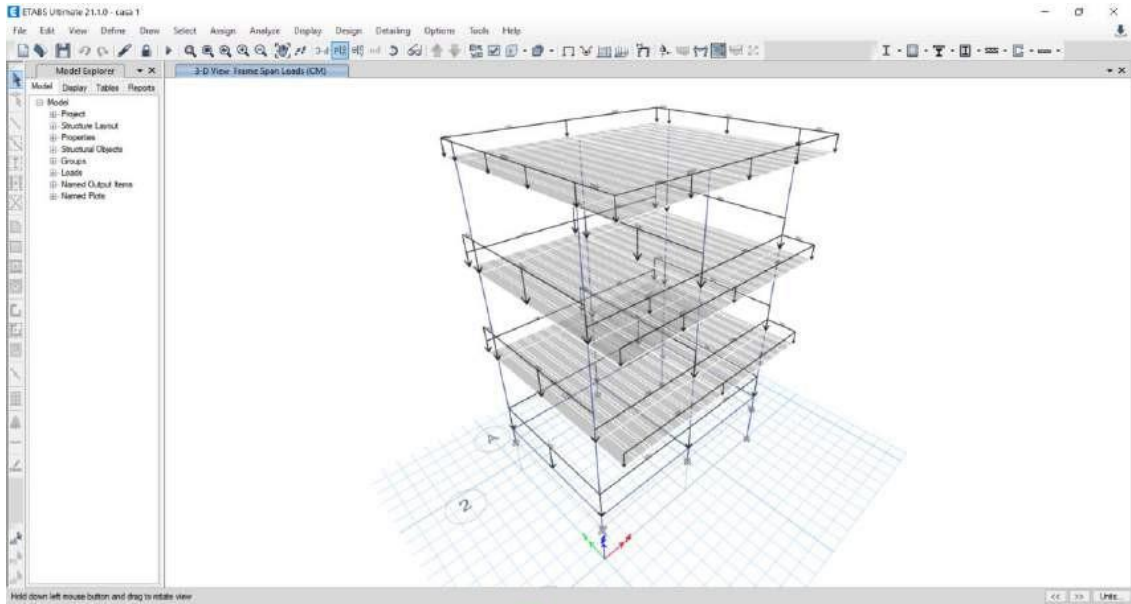 ETABS Ultimate 21.1.0 - casa 1
File Edit View Define Draw Select Assign Analyze Display Design Detailing Options Tools Help
3-d
Model Explorer
3-D View Frame Span Loads (CM)
Model Display Tables Reports
Model
Project
Structure Layout
Properties
Structural Objects
Groups
Loads
Named Output Items
Named Plots
A
2
Hold down left mouse button and drag to rotate view
<< >> Units...